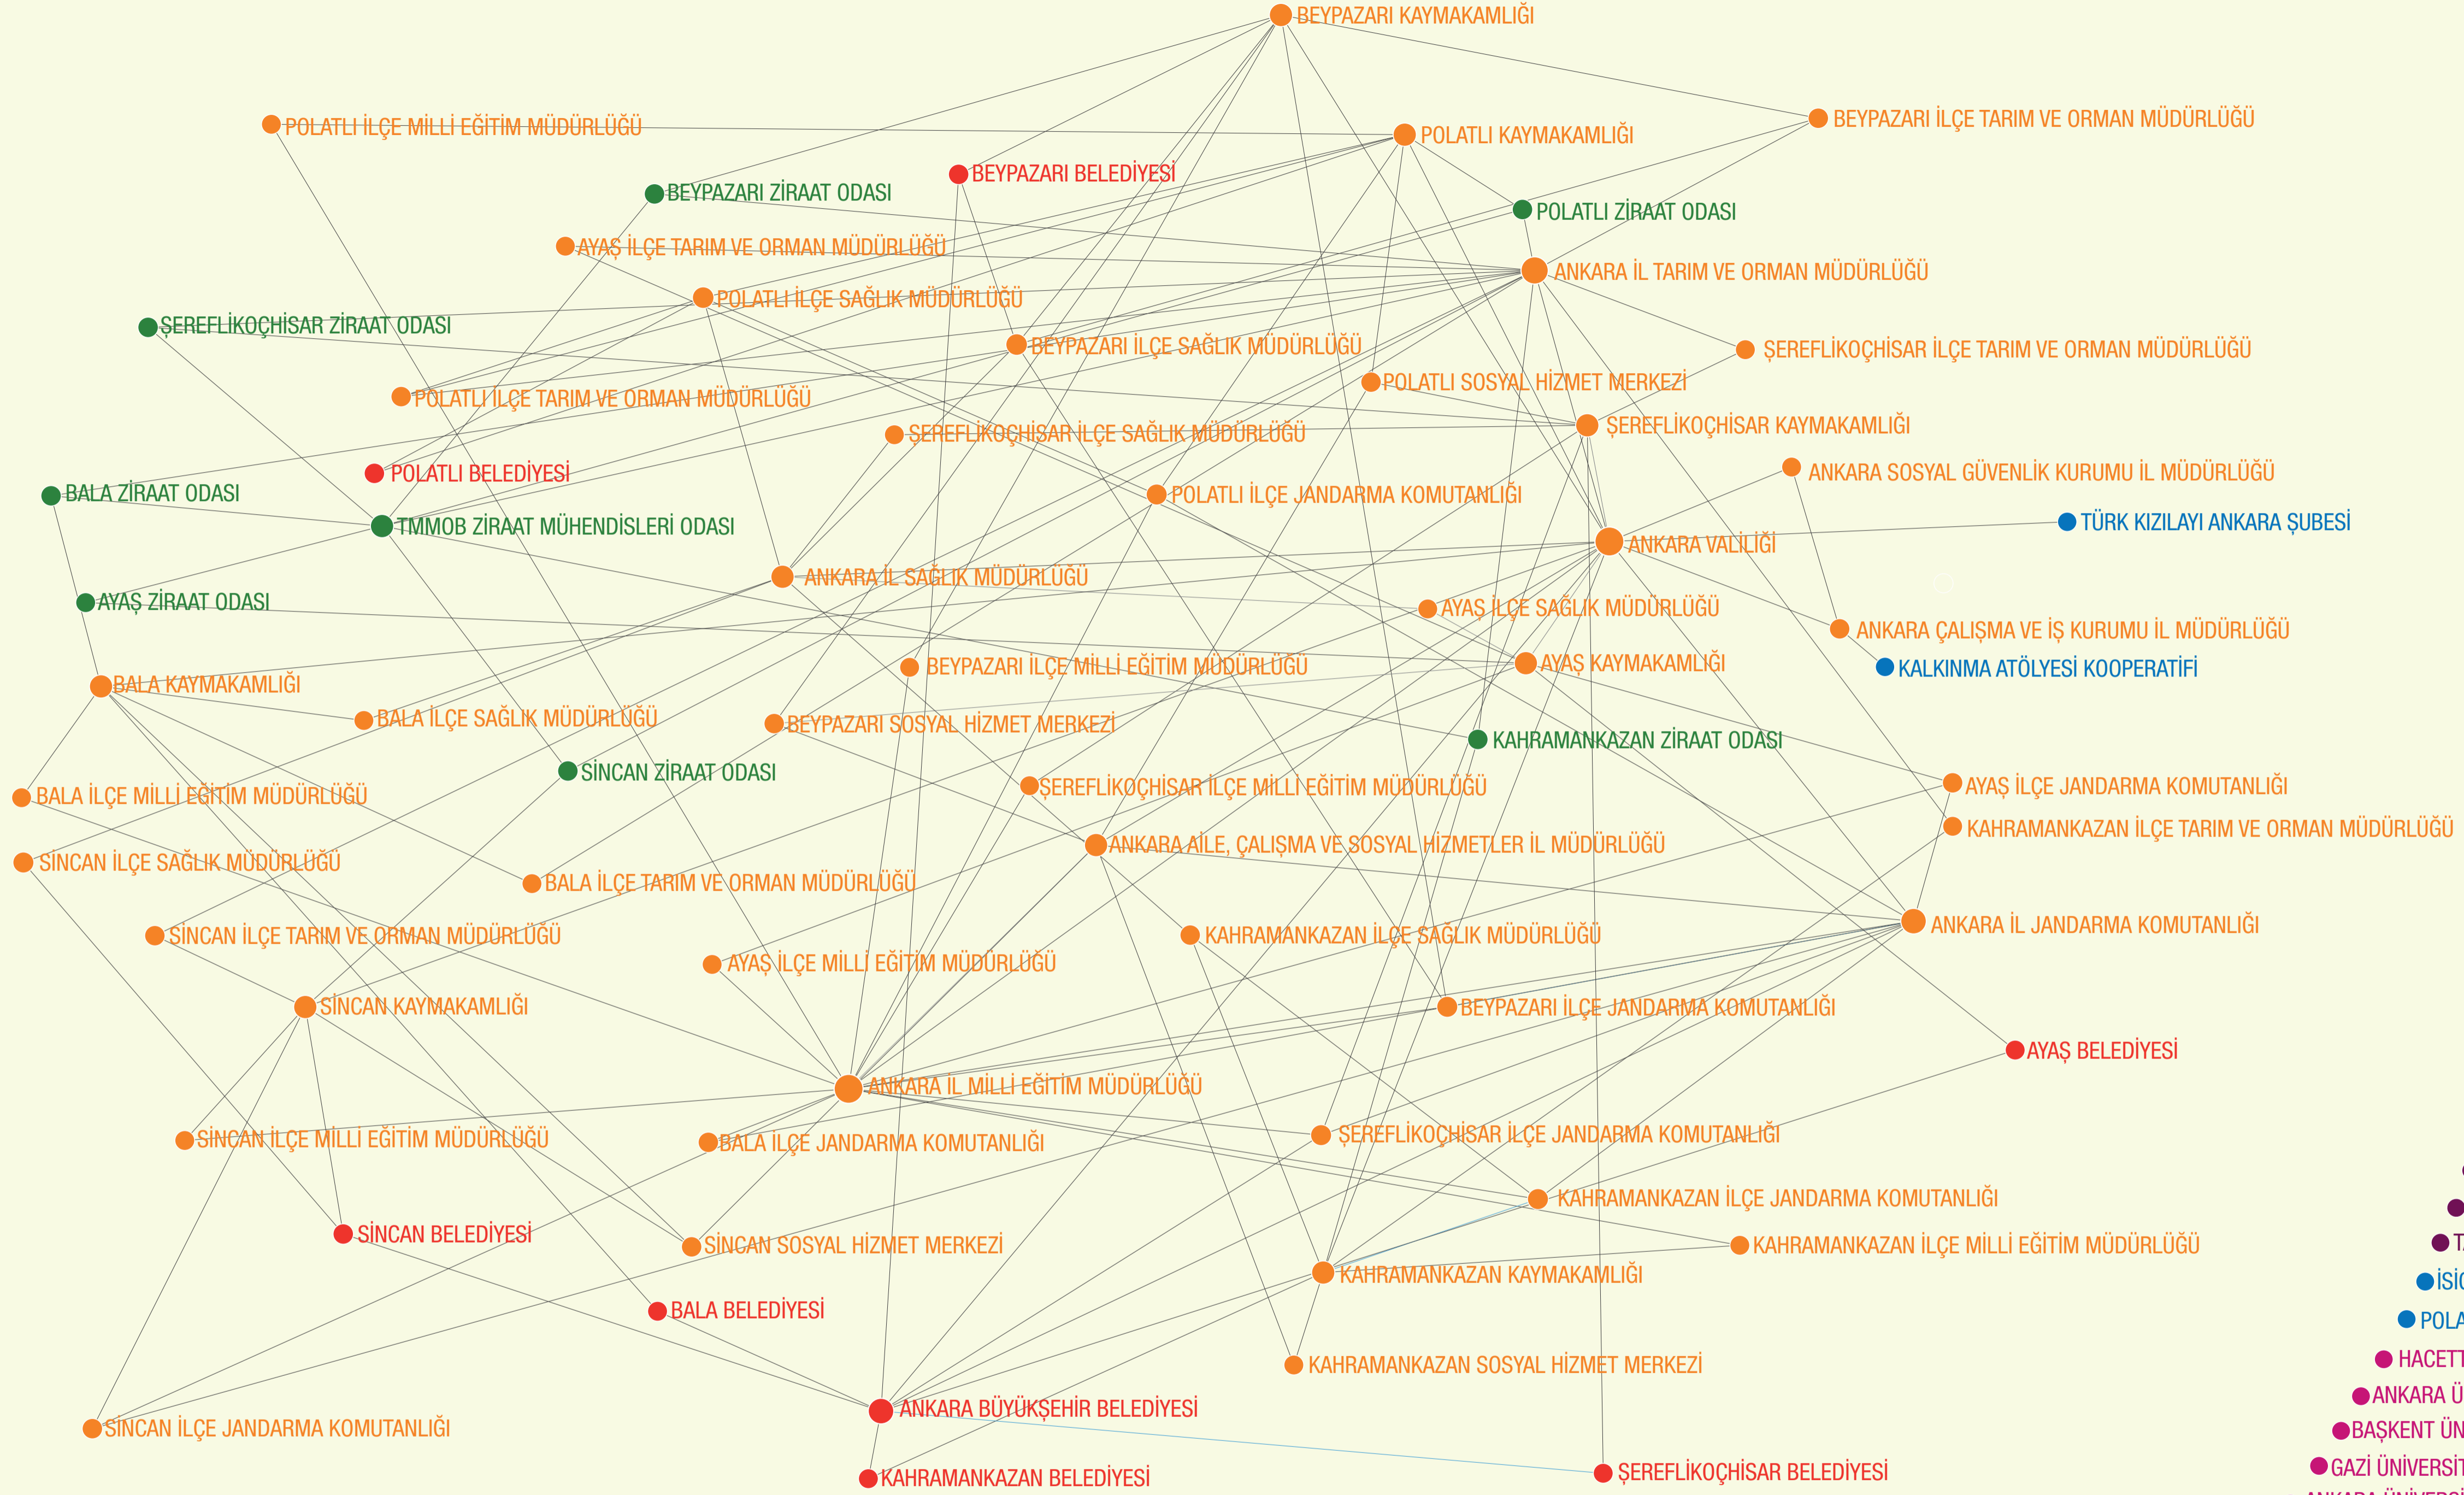 BEYPAZARI KAYMAKAMLIĞI
BEYPAZARI İLÇE TARIM VE ORMAN MÜDÜRLÜĞÜ
POLATLI İLÇE MİLLİ EĞİTİM MÜDÜRLÜĞÜ
POLATLI KAYMAKAMLIĞI
BEYPAZARI BELEDİYESİ
BEYPAZARI ZİRAAT ODASI
POLATLI ZİRAAT ODASI
AYAŞ İLÇE TARIM VE ORMAN MÜDÜRLÜĞÜ
ANKARA İL TARIM VE ORMAN MÜDÜRLÜĞÜ
POLATLI İLÇE SAĞLIK MÜDÜRLÜĞÜ
ŞEREFLİKOÇHİSAR ZİRAAT ODASI
BEYPAZARI İLÇE SAĞLIK MÜDÜRLÜĞÜ
ŞEREFLİKOÇHİSAR İLÇE TARIM VE ORMAN MÜDÜRLÜĞÜ
POLATLI SOSYAL HİZMET MERKEZİ
POLATLI İLÇE TARIM VE ORMAN MÜDÜRLÜĞÜ
ŞEREFLİKOÇHİSAR KAYMAKAMLIĞI
ŞEREFLİKOÇHİSAR İLÇE SAĞLIK MÜDÜRLÜĞÜ
POLATLI BELEDİYESİ
ANKARA SOSYAL GÜVENLİK KURUMU İL MÜDÜRLÜĞÜ
BALA ZİRAAT ODASI
POLATLI İLÇE JANDARMA KOMUTANLIĞI
TMMOB ZİRAAT MÜHENDİSLERİ ODASI
TÜRK KIZILAYI ANKARA ŞUBESİ
ANKARA VALİLİĞİ
ANKARA İL SAĞLIK MÜDÜRLÜĞÜ
AYAŞ ZİRAAT ODASI
AYAŞ İLÇE SAĞLIK MÜDÜRLÜĞÜ
ANKARA ÇALIŞMA VE İŞ KURUMU İL MÜDÜRLÜĞÜ
BEYPAZARI İLÇE MİLLİ EĞİTİM MÜDÜRLÜĞÜ
AYAŞ KAYMAKAMLIĞI
KALKINMA ATÖLYESİ KOOPERATİFİ
BALA KAYMAKAMLIĞI
BALA İLÇE SAĞLIK MÜDÜRLÜĞÜ
BEYPAZARI SOSYAL HİZMET MERKEZİ
KAHRAMANKAZAN ZİRAAT ODASI
SİNCAN ZİRAAT ODASI
ŞEREFLİKOÇHİSAR İLÇE MİLLİ EĞİTİM MÜDÜRLÜĞÜ
AYAŞ İLÇE JANDARMA KOMUTANLIĞI
BALA İLÇE MİLLİ EĞİTİM MÜDÜRLÜĞÜ
KAHRAMANKAZAN İLÇE TARIM VE ORMAN MÜDÜRLÜĞÜ
ANKARA AİLE, ÇALIŞMA VE SOSYAL HİZMETLER İL MÜDÜRLÜĞÜ
SİNCAN İLÇE SAĞLIK MÜDÜRLÜĞÜ
BALA İLÇE TARIM VE ORMAN MÜDÜRLÜĞÜ
ANKARA İL JANDARMA KOMUTANLIĞI
SİNCAN İLÇE TARIM VE ORMAN MÜDÜRLÜĞÜ
KAHRAMANKAZAN İLÇE SAĞLIK MÜDÜRLÜĞÜ
AYAŞ İLÇE MİLLİ EĞİTİM MÜDÜRLÜĞÜ
SİNCAN KAYMAKAMLIĞI
BEYPAZARI İLÇE JANDARMA KOMUTANLIĞI
AYAŞ BELEDİYESİ
ANKARA İL MİLLİ EĞİTİM MÜDÜRLÜĞÜ
SİNCAN İLÇE MİLLİ EĞİTİM MÜDÜRLÜĞÜ
BALA İLÇE JANDARMA KOMUTANLIĞI
ŞEREFLİKOÇHİSAR İLÇE JANDARMA KOMUTANLIĞI
KAHRAMANKAZAN İLÇE JANDARMA KOMUTANLIĞI
SİNCAN BELEDİYESİ
SİNCAN SOSYAL HİZMET MERKEZİ
KAHRAMANKAZAN İLÇE MİLLİ EĞİTİM MÜDÜRLÜĞÜ
KAHRAMANKAZAN KAYMAKAMLIĞI
BALA BELEDİYESİ
KAHRAMANKAZAN SOSYAL HİZMET MERKEZİ
ANKARA BÜYÜKŞEHİR BELEDİYESİ
SİNCAN İLÇE JANDARMA KOMUTANLIĞI
ŞEREFLİKOÇHİSAR BELEDİYESİ
KAHRAMANKAZAN BELEDİYESİ
POLA
HACETT
ANKARA Ü
BAŞKENT ÜN
GAZİ ÜNİVERSİT